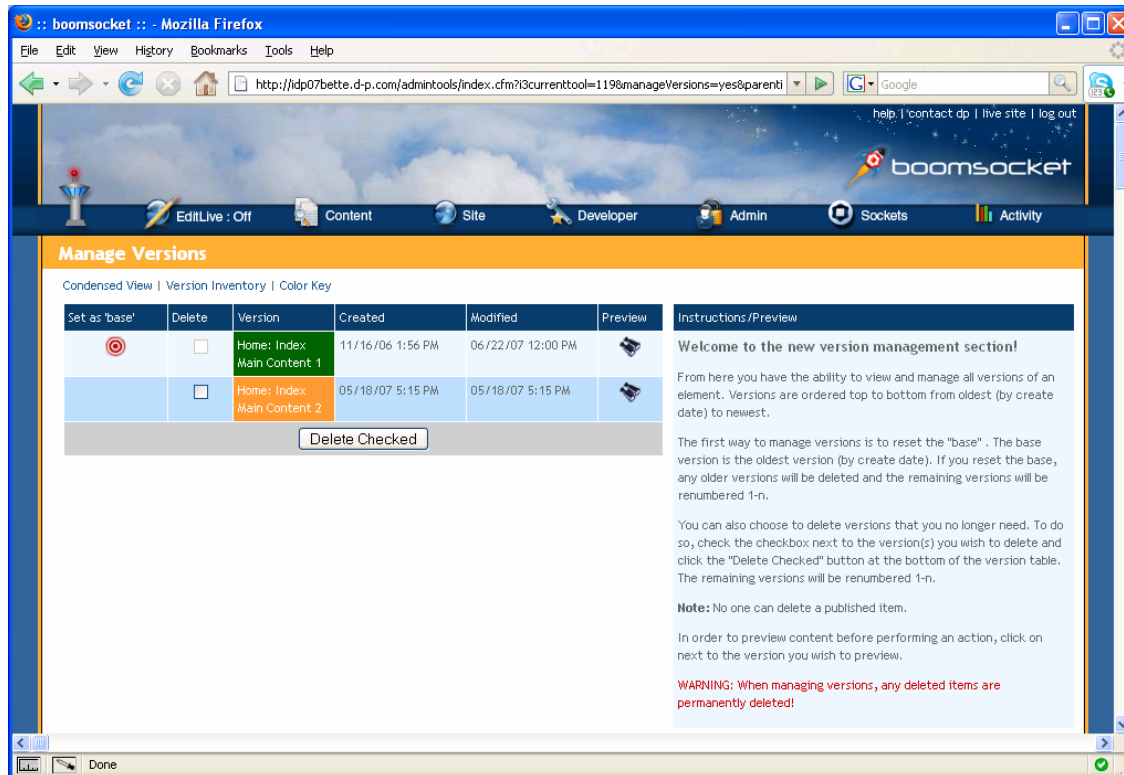 :: boomsocket :: - Mozilla Firefox
File Edit View History Bookmarks Tools Help
http://idp07bette.d-p.com/admintools/index.cfm?i3currenttool=119&manageVersions=yes&parenti
G Google
help | contact dp | live site | log out
boomsocket
EditLive : Off Content Site Developer Admin Sockets Activity
Manage Versions
Condensed View | Version Inventory | Color Key
Set as 'base' Delete Version Created Modified Preview
Home: Index
Main Content 1
11/16/06 1:56 PM 06/22/07 12:00 PM
Home: Index
Main Content 2
05/18/07 5:15 PM 05/18/07 5:15 PM
Delete Checked
Instructions/Preview
Welcome to the new version management section!
From here you have the ability to view and manage all versions of an
element. Versions are ordered top to bottom from oldest (by create
date) to newest.
The first way to manage versions is to reset the "base" . The base
version is the oldest version (by create date). If you reset the base,
any older versions will be deleted and the remaining versions will be
renumbered 1-n.
You can also choose to delete versions that you no longer need. To do
so, check the checkbox next to the version(s) you wish to delete and
click the "Delete Checked" button at the bottom of the version table.
The remaining versions will be renumbered 1-n.
Note: No one can delete a published item.
In order to preview content before performing an action, click on
next to the version you wish to preview.
WARNING: When managing versions, any deleted items are
permanently deleted!
Done